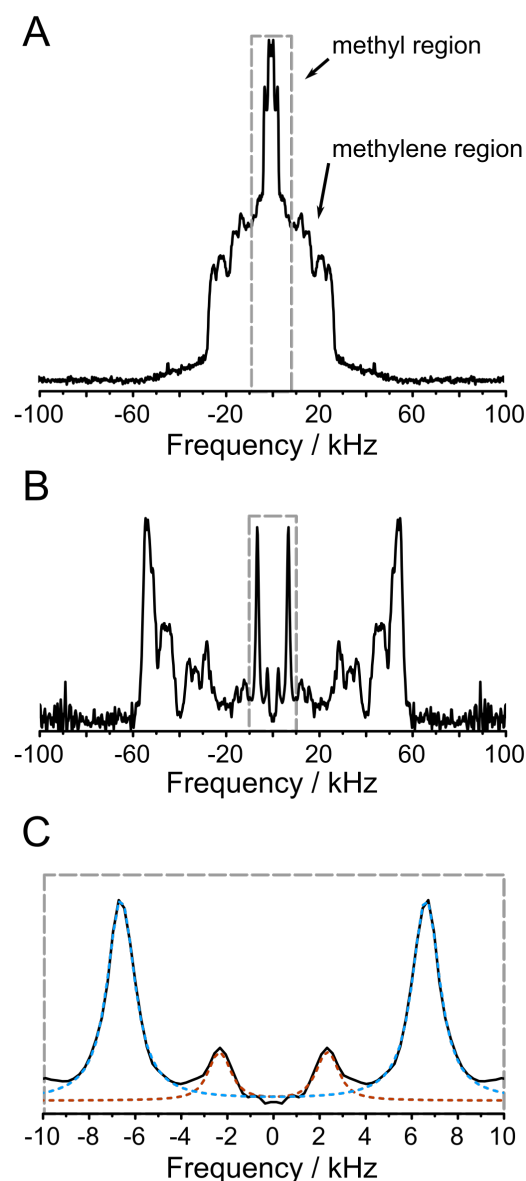 A
methyl region
methylene region
-100 -60 -20 20 60 100
Frequency / kHz
B
-100 -60 -20 20 60 100
Frequency / kHz
C
-10 -8 -6 -4 -2 0 2 4 6 8 10
Frequency / kHz